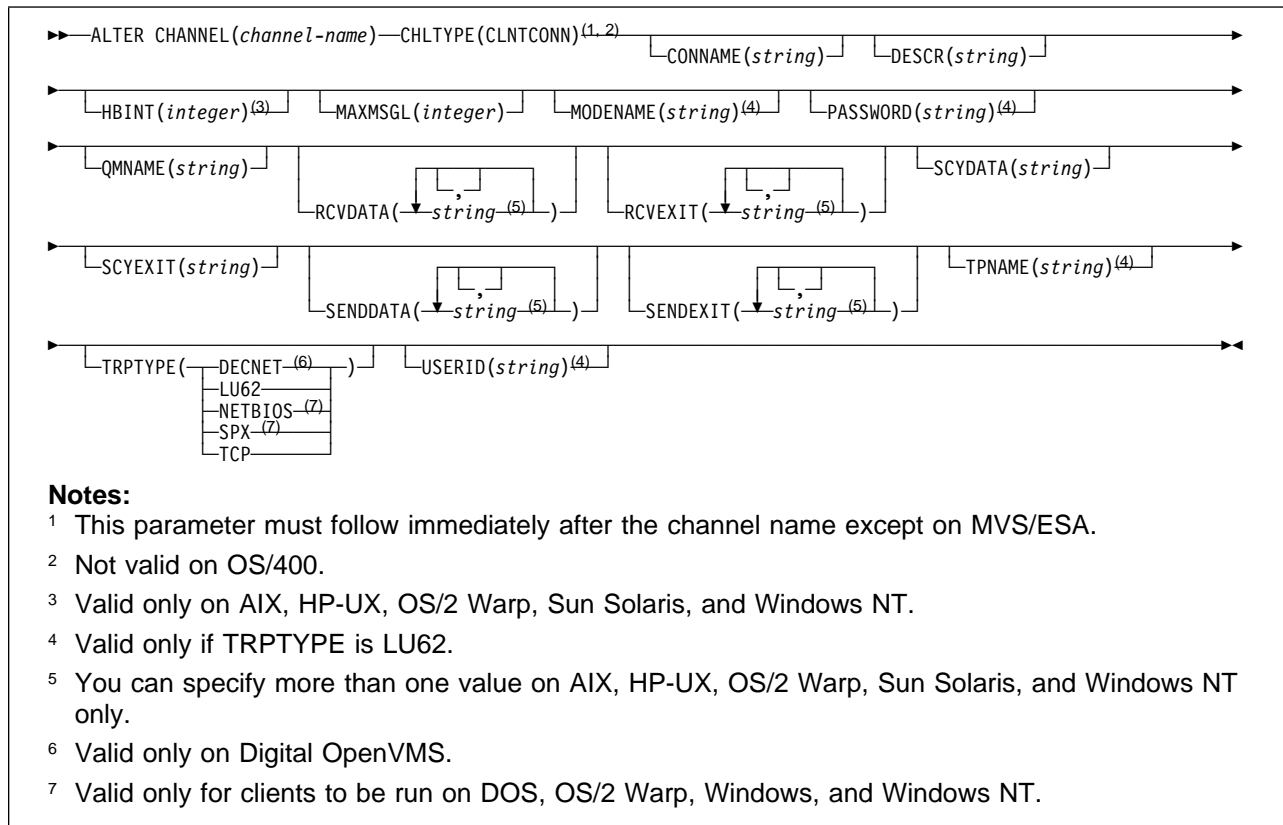 ALTER CHANNEL(channel-name) CHLTYPE(CLNTCONN) (1, 2) CONNAME(string) DESCR(string)
HBINT(integer) (3) MAXMSGL(integer) MODENAME(string) (4) PASSWORD(string) (4)
QMNAME(string) RCVDATA( , string (5) ) RCVEXIT( , string (5) ) SCYDATA(string)
SCYEXIT(string) SENDDATA( , string (5) ) SENDEXIT( , string (5) ) TPNAME(string) (4)
TRPTYPE( DECNET (6) ) USERID(string) (4)
LU62
NETBIOS (7)
SPX (7)
TCP
Notes:
1 This parameter must follow immediately after the channel name except on MVS/ESA.
2 Not valid on OS/400.
3 Valid only on AIX, HP-UX, OS/2 Warp, Sun Solaris, and Windows NT.
4 Valid only if TRPTYPE is LU62.
5 You can specify more than one value on AIX, HP-UX, OS/2 Warp, Sun Solaris, and Windows NT
only.
6 Valid only on Digital OpenVMS.
7 Valid only for clients to be run on DOS, OS/2 Warp, Windows, and Windows NT.